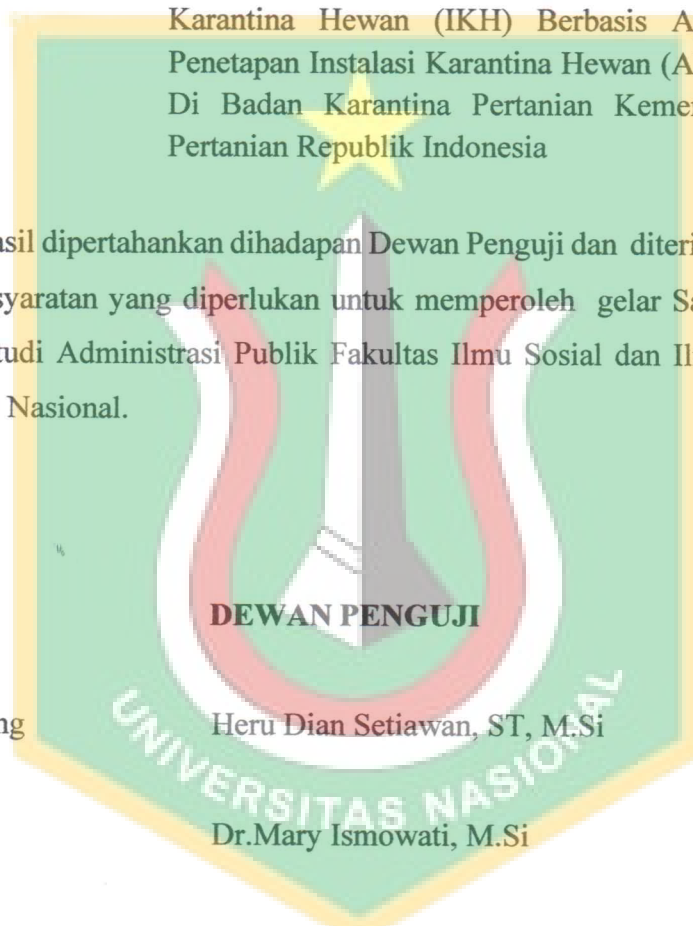 Karantina Hewan (IKH) Berbasis A
Penetapan Instalasi Karantina Hewan (A
Di Badan Karantina Pertanian Kemer
Pertanian Republik Indonesia
asil dipertahankan dihadapan Dewan Penguji dan diteri
syaratan yang diperlukan untuk memperoleh gelar Sa
tudi Administrasi Publik Fakultas Ilmu Sosial dan Il
Nasional.
DEWAN PENGUJI
ng Heru Dian Setiawan, ST, M.Si
UNIVERSITAS NASIONAL
Dr.Mary Ismowati, M.Si